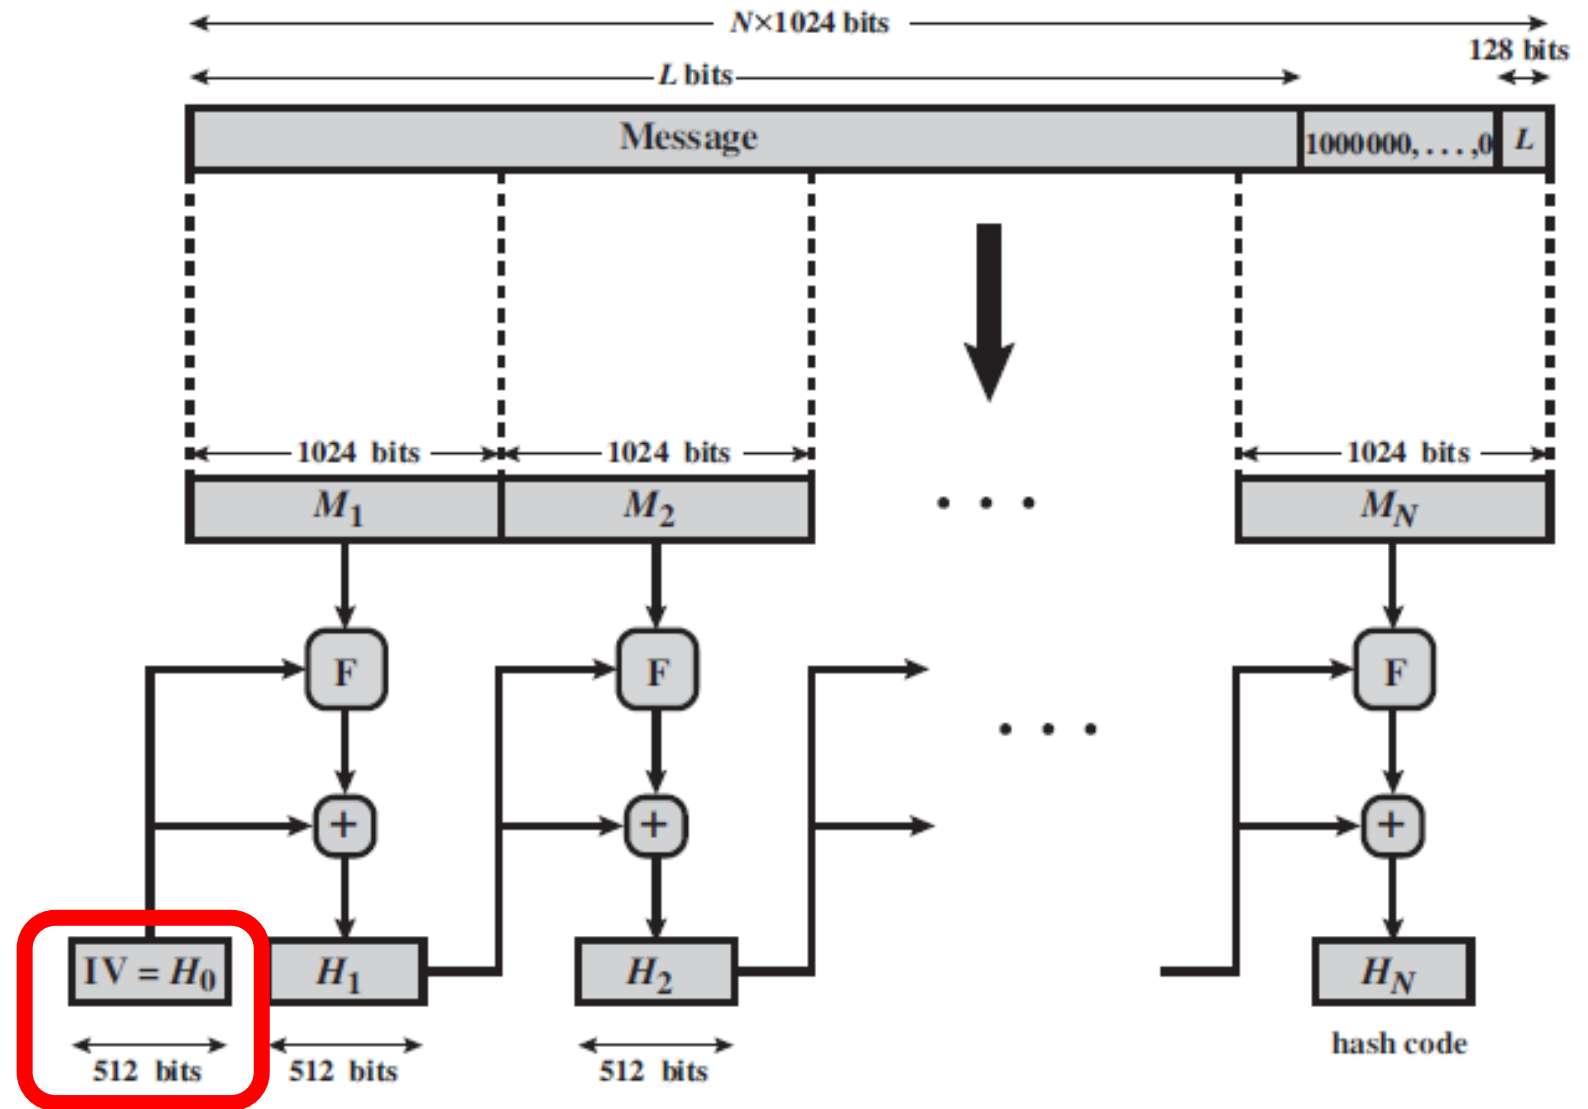 N×1024 bits
128 bits
L bits
Message
1000000, . . . ,0
L
1024 bits
1024 bits
1024 bits
M1
M2
. . .
MN
F
F
F
. . .
+
+
+
IV = H0
H1
H2
HN
hash code
512 bits
512 bits
512 bits